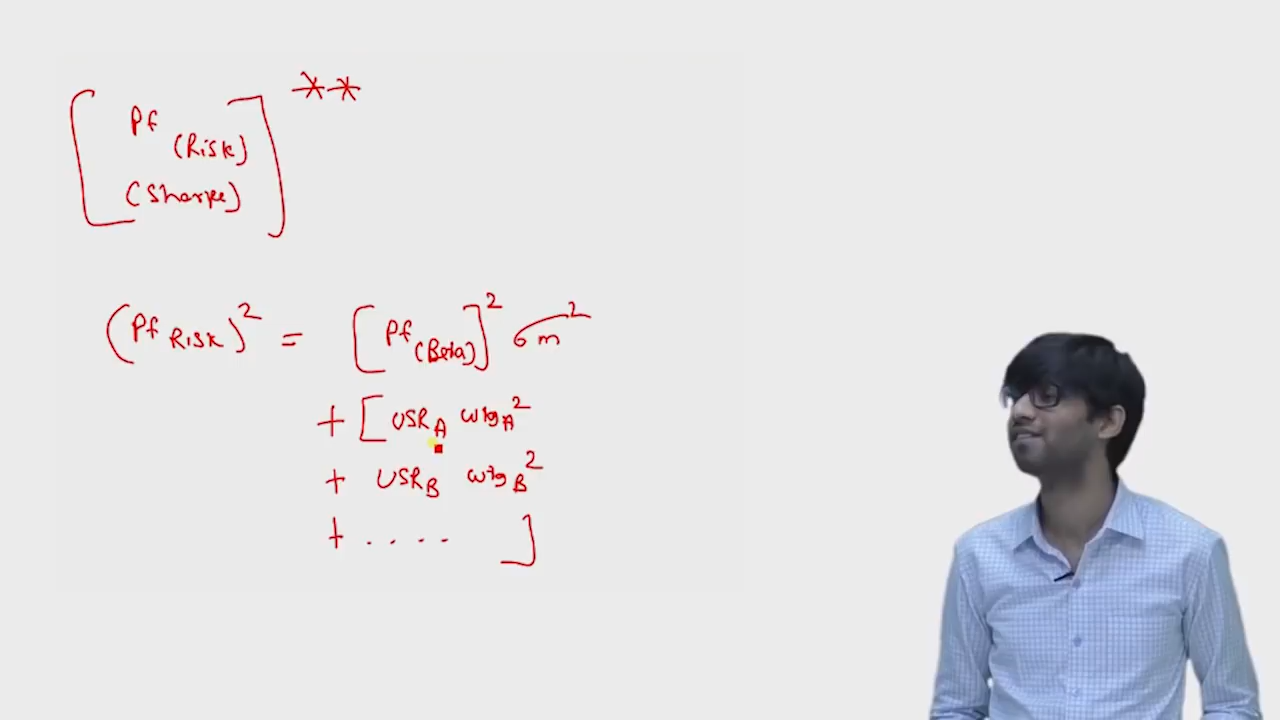 [ Pf (Risk) ] **
(Sharpe)
(Pf Risk)² = [Pf (Beta)]² σm²
+ [ USR_A wtg_A²
+ USR_B wtg_B²
+ . . . . ]